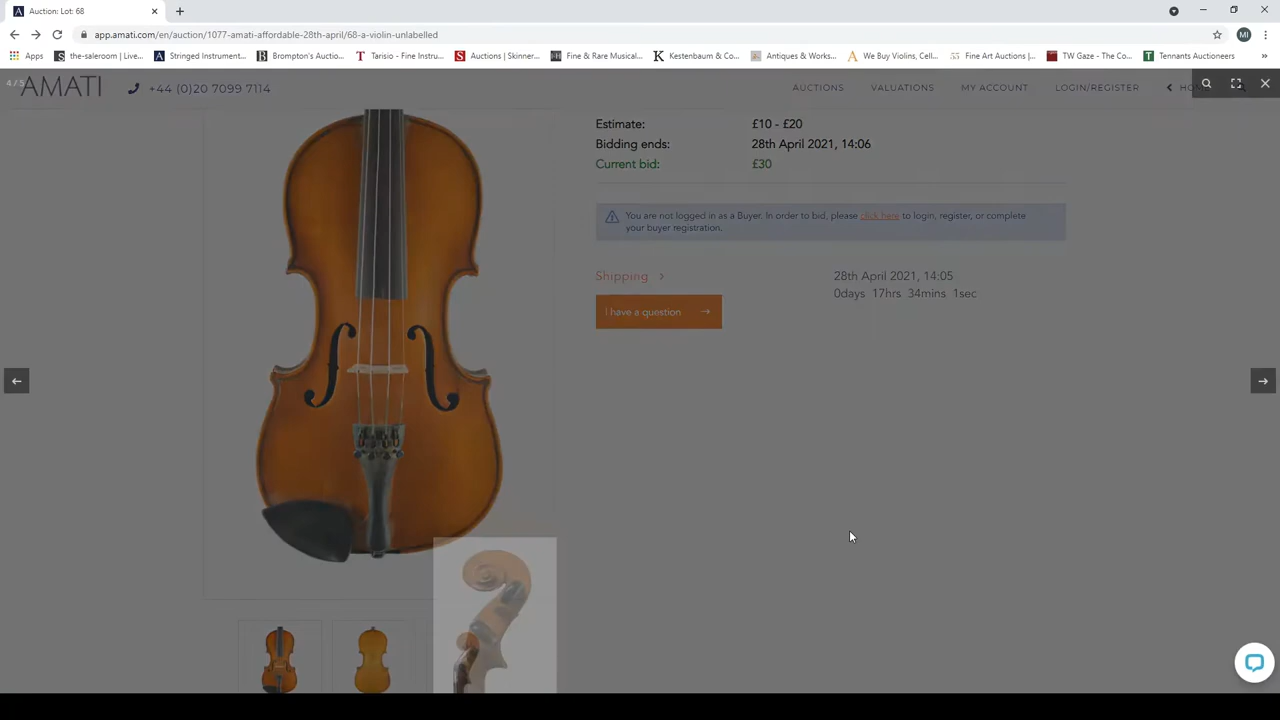 Auction: Lot: 68
app.amati.com/en/auction/1077-amati-affordable-28th-april/68-a-violin-unlabelled
MI
Apps
the-saleroom | Live...
Stringed Instrument...
Brompton's Auctio...
Tarisio - Fine Instru...
Auctions | Skinner...
Fine & Rare Musical...
Kestenbaum & Co...
Antiques & Works...
We Buy Violins, Cell...
Fine Art Auctions |...
TW Gaze - The Co...
Tennants Auctioneers
4 / 5
AMATI
+44 (0)20 7099 7114
AUCTIONS
VALUATIONS
MY ACCOUNT
LOGIN/REGISTER
Estimate: £10 - £20
Bidding ends: 28th April 2021, 14:06
Current bid: £30
You are not logged in as a Buyer. In order to bid, please click here to login, register, or complete
your buyer registration.
Shipping
28th April 2021, 14:05
0days 17hrs 34mins 1sec
I have a question